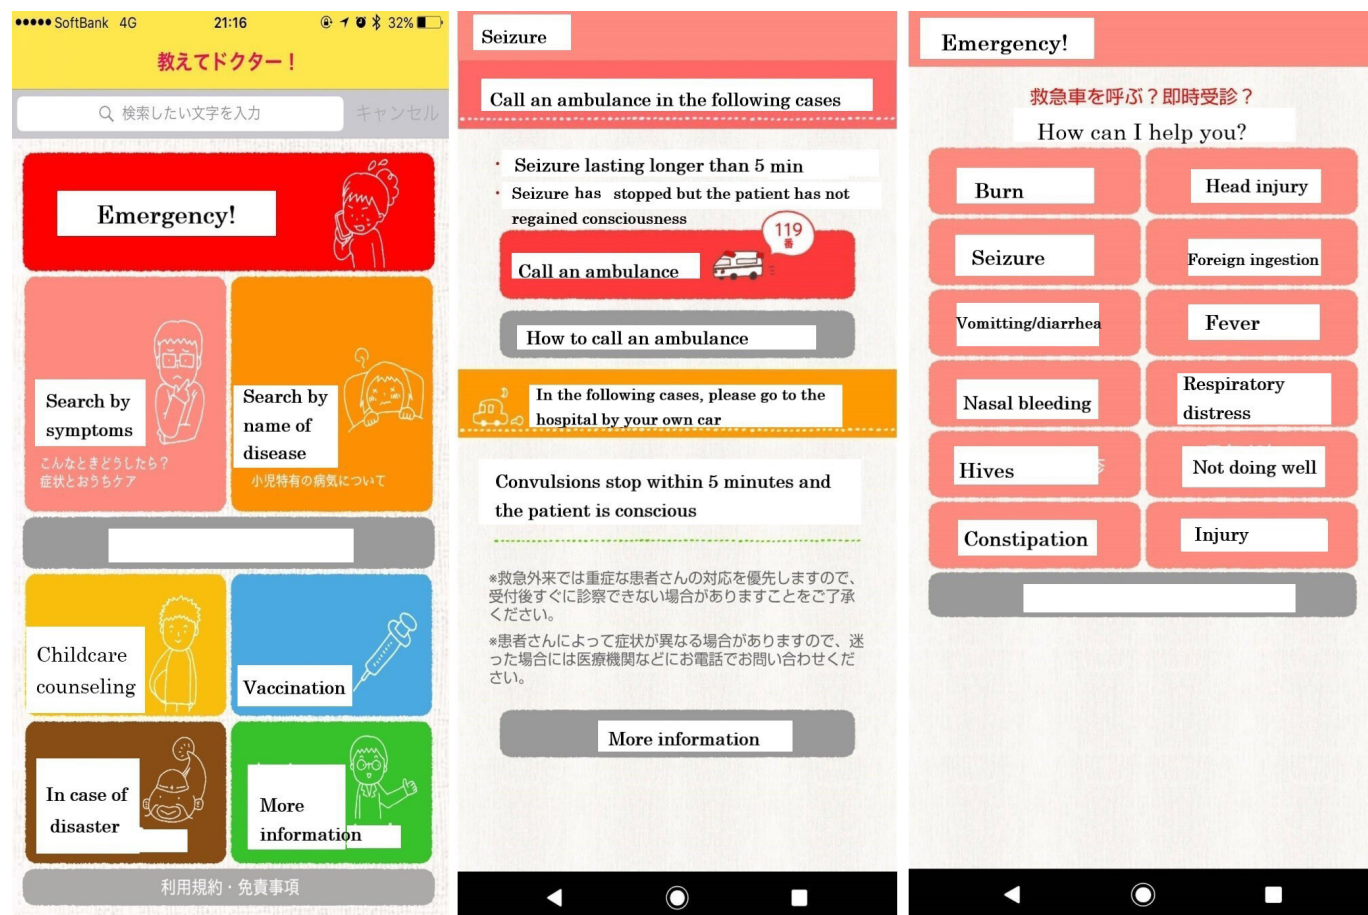 SoftBank 4G 21:16 32%
教えてドクター！
検索したい文字を入力 キャンセル
Emergency!
Search by
symptoms
こんなときどうしたら？
症状とおうちケア
Search by
name of
disease
小児特有の病気について
Childcare
counseling
Vaccination
In case of
disaster
More
information
利用規約・免責事項
Seizure
Call an ambulance in the following cases
・ Seizure lasting longer than 5 min
・ Seizure has stopped but the patient has not
regained consciousness
119
番
Call an ambulance
How to call an ambulance
In the following cases, please go to the
hospital by your own car
Convulsions stop within 5 minutes and
the patient is conscious
※救急外来では重症な患者さんの対応を優先しますので、
受付後すぐに診察できない場合がありますことをご了承
ください。
※患者さんによって症状が異なる場合がありますので、迷
った場合には医療機関などにお電話でお問い合わせくだ
さい。
More information
Emergency!
救急車を呼ぶ？即時受診？
How can I help you?
Burn
Head injury
Seizure
Foreign ingestion
Vomitting/diarrhea
Fever
Nasal bleeding
Respiratory
distress
Hives
Not doing well
Constipation
Injury